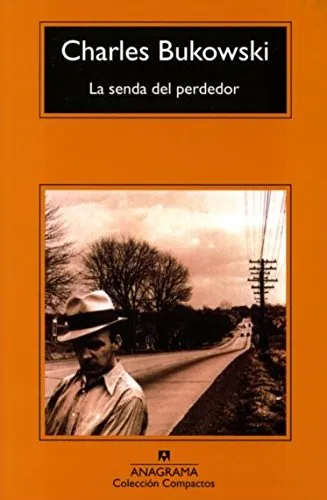 Charles Bukowski
La senda del perdedor
ANAGRAMA
Colección Compactos